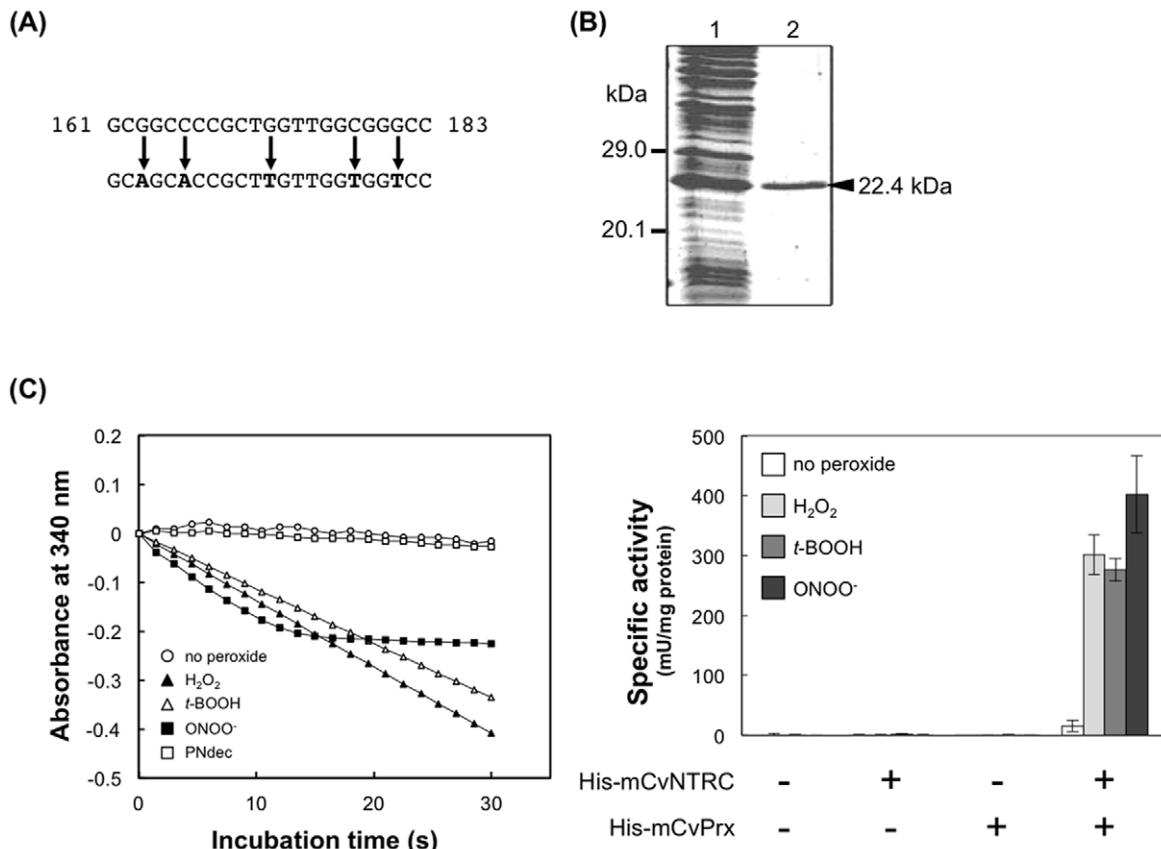 (A)
161 GCGGCCCCGCTGGTTGGCGGGCC 183
GCAGCACCGCTTGTTGGTGGTCC
(B)
1 2
kDa
29.0
22.4 kDa
20.1
(C)
Absorbance at 340 nm
0.2
0.1
0
-0.1
-0.2
-0.3
-0.4
-0.5
no peroxide
H₂O₂
t-BOOH
ONOO⁻
PNdec
0 10 20 30
Incubation time (s)
Specific activity
(mU/mg protein)
500
400
300
200
100
0
no peroxide
H₂O₂
t-BOOH
ONOO⁻
His-mCvNTRC - + - +
His-mCvPrx - - + +